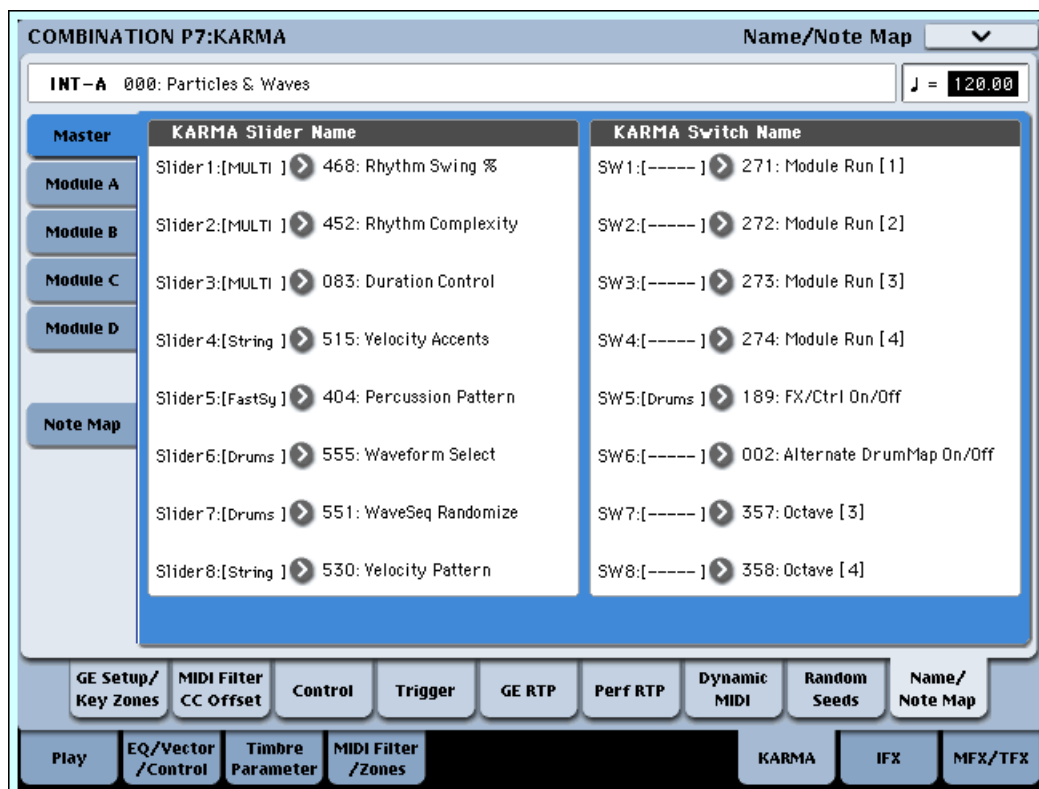 COMBINATION P7:KARMA
Name/Note Map
INT-A 000: Particles & Waves
♩ = 120.00
Master
Module A
Module B
Module C
Module D
Note Map
KARMA Slider Name
Slider1:[MULTI ] 468: Rhythm Swing %
Slider2:[MULTI ] 452: Rhythm Complexity
Slider3:[MULTI ] 083: Duration Control
Slider4:[String ] 515: Velocity Accents
Slider5:[FastSy ] 404: Percussion Pattern
Slider6:[Drums ] 555: Waveform Select
Slider7:[Drums ] 551: WaveSeq Randomize
Slider8:[String ] 530: Velocity Pattern
KARMA Switch Name
SW1:[----- ] 271: Module Run [1]
SW2:[----- ] 272: Module Run [2]
SW3:[----- ] 273: Module Run [3]
SW4:[----- ] 274: Module Run [4]
SW5:[Drums ] 189: FX/Ctrl On/Off
SW6:[----- ] 002: Alternate DrumMap On/Off
SW7:[----- ] 357: Octave [3]
SW8:[----- ] 358: Octave [4]
GE Setup/
Key Zones
MIDI Filter
CC Offset
Control
Trigger
GE RTP
Perf RTP
Dynamic
MIDI
Random
Seeds
Name/
Note Map
Play
EQ/Vector
/Control
Timbre
Parameter
MIDI Filter
/Zones
KARMA
IFX
MFX/TFX